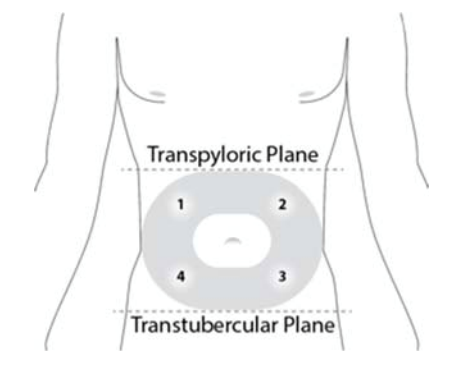 Transpyloric Plane
1 2
4 3
Transtubercular Plane